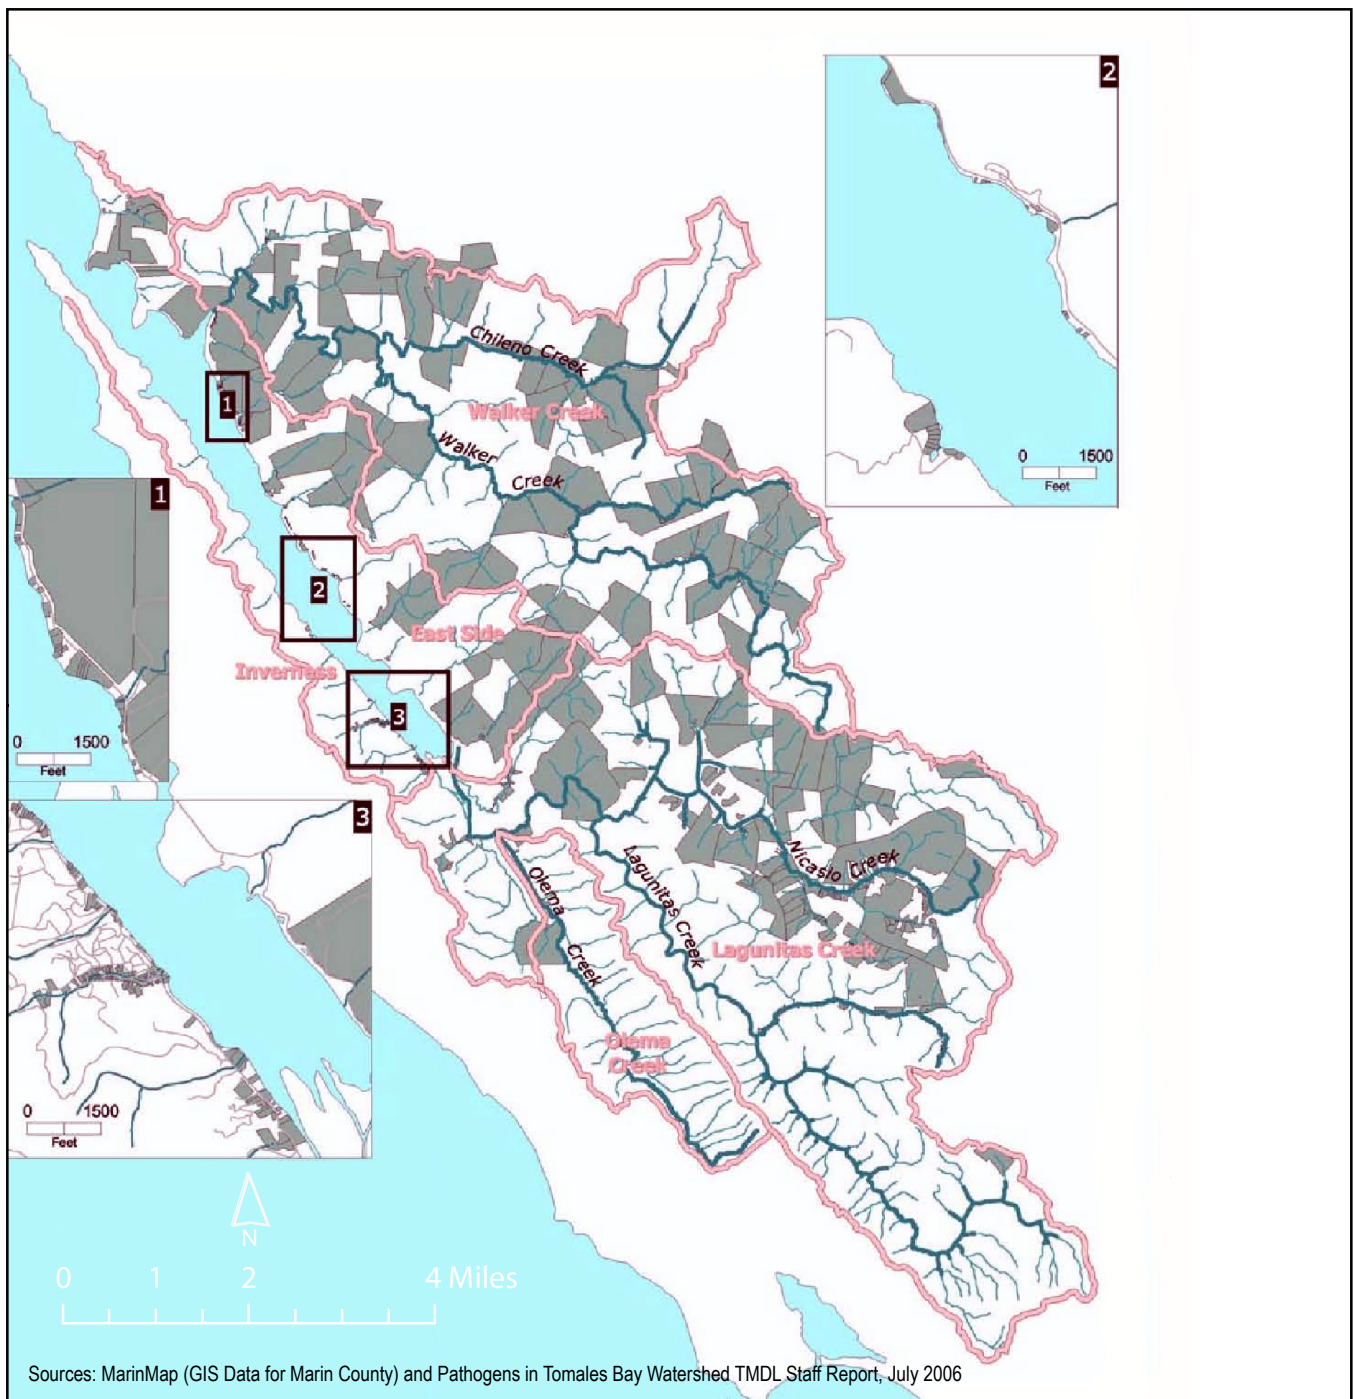 2
0 1500
Feet
Chileno Creek
Walker Creek
1
Walker
Creek
1
0 1500
Feet
2
East Side
Inverness
3
3
Nicasio Creek
Lagunitas Creek
Olema
Creek
Lagunitas Creek
Olema
Creek
0 1500
Feet
N
0 1 2 4 Miles
Sources: MarinMap (GIS Data for Marin County) and Pathogens in Tomales Bay Watershed TMDL Staff Report, July 2006